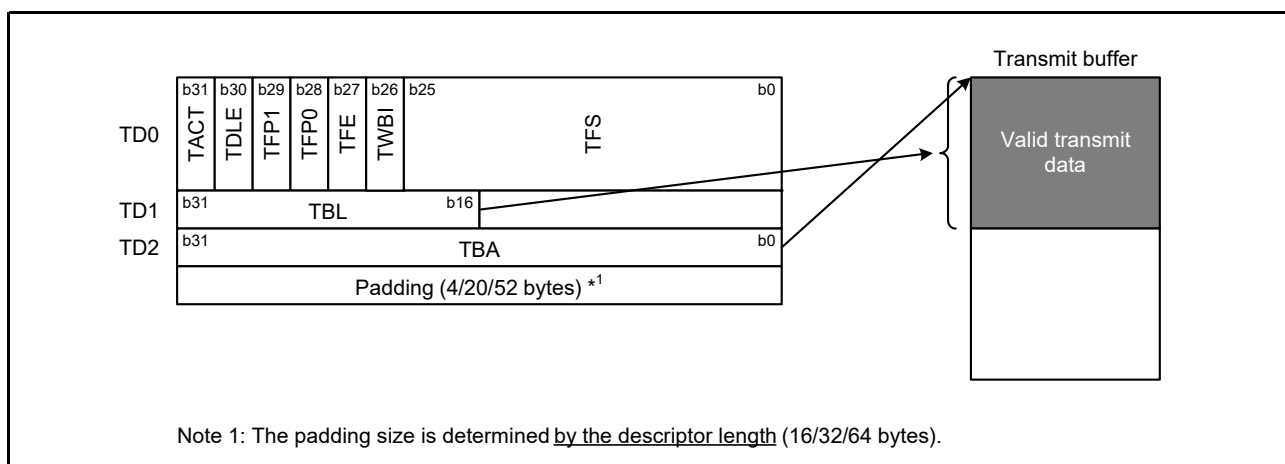 Transmit buffer
b31 b30 b29 b28 b27 b26 b25 b0
TD0 TACT TDLE TFP1 TFP0 TFE TWBI TFS
Valid transmit
data
TD1 b31 TBL b16
TD2 b31 TBA b0
Padding (4/20/52 bytes) *1
Note 1: The padding size is determined by the descriptor length (16/32/64 bytes).